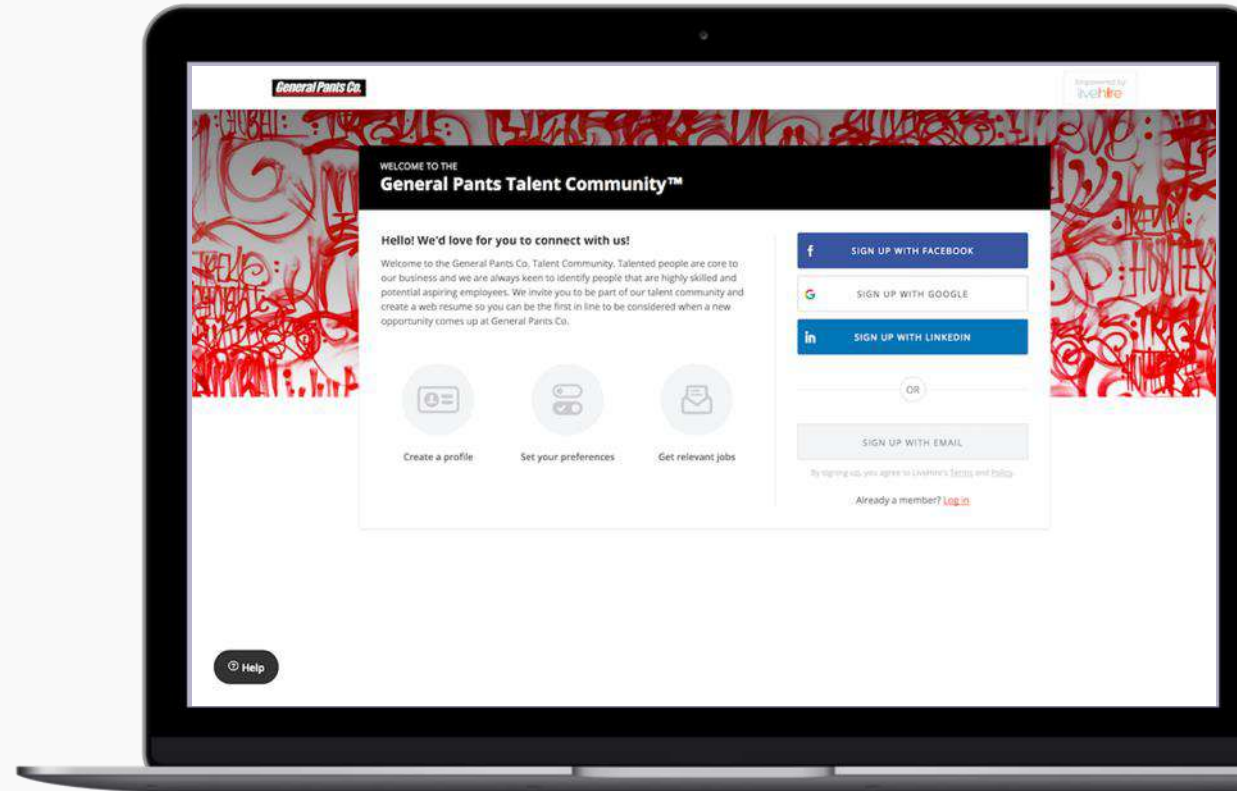 General Pants Co.
Empowered by
livehire
WELCOME TO THE
General Pants Talent Community™
Hello! We'd love for you to connect with us!
Welcome to the General Pants Co. Talent Community. Talented people are core to
our business and we are always keen to identify people that are highly skilled and
potential aspiring employees. We invite you to be part of our talent community and
create a web resume so you can be the first in line to be considered when a new
opportunity comes up at General Pants Co.
Create a profile
Set your preferences
Get relevant jobs
f SIGN UP WITH FACEBOOK
G SIGN UP WITH GOOGLE
in SIGN UP WITH LINKEDIN
OR
SIGN UP WITH EMAIL
By signing up, you agree to LiveHire's Terms and Policy.
Already a member? Log in
? Help